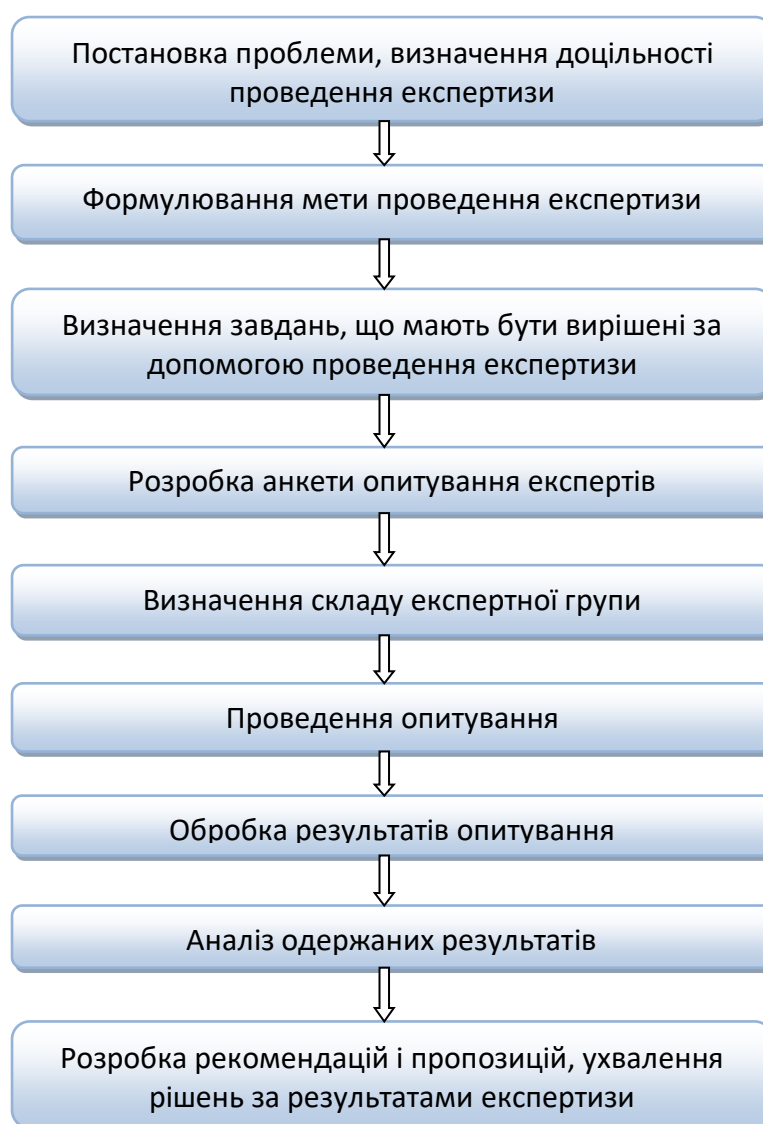 Постановка проблеми, визначення доцільності
проведення експертизи
Формулювання мети проведення експертизи
Визначення завдань, що мають бути вирішені за
допомогою проведення експертизи
Розробка анкети опитування експертів
Визначення складу експертної групи
Проведення опитування
Обробка результатів опитування
Аналіз одержаних результатів
Розробка рекомендацій і пропозицій, ухвалення
рішень за результатами експертизи